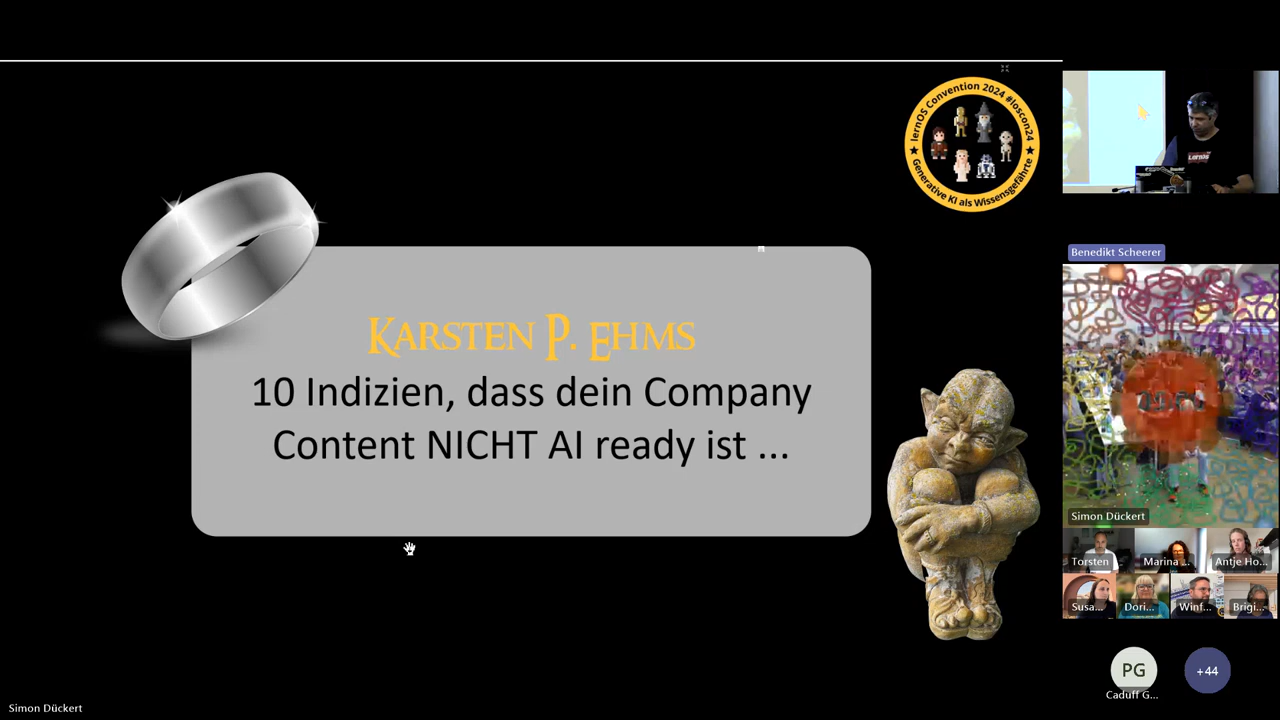 lernOS Convention 2024 #loscon24
Generative KI als Wissensgefährte
KARSTEN P. EHMS
10 Indizien, dass dein Company
Content NICHT AI ready ist ...
Benedikt Scheerer
Simon Dückert
Torsten
Marina ...
Antje Ho...
Susa...
Dori...
Winf...
Brigi...
PG
+44
Caduff G...
Simon Dückert